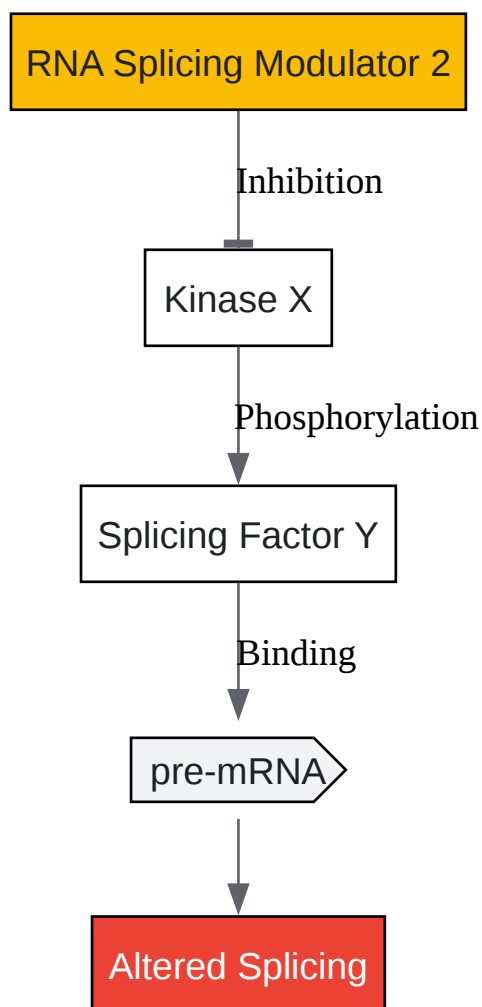 RNA Splicing Modulator 2
Inhibition
Kinase X
Phosphorylation
Splicing Factor Y
Binding
pre-mRNA
Altered Splicing